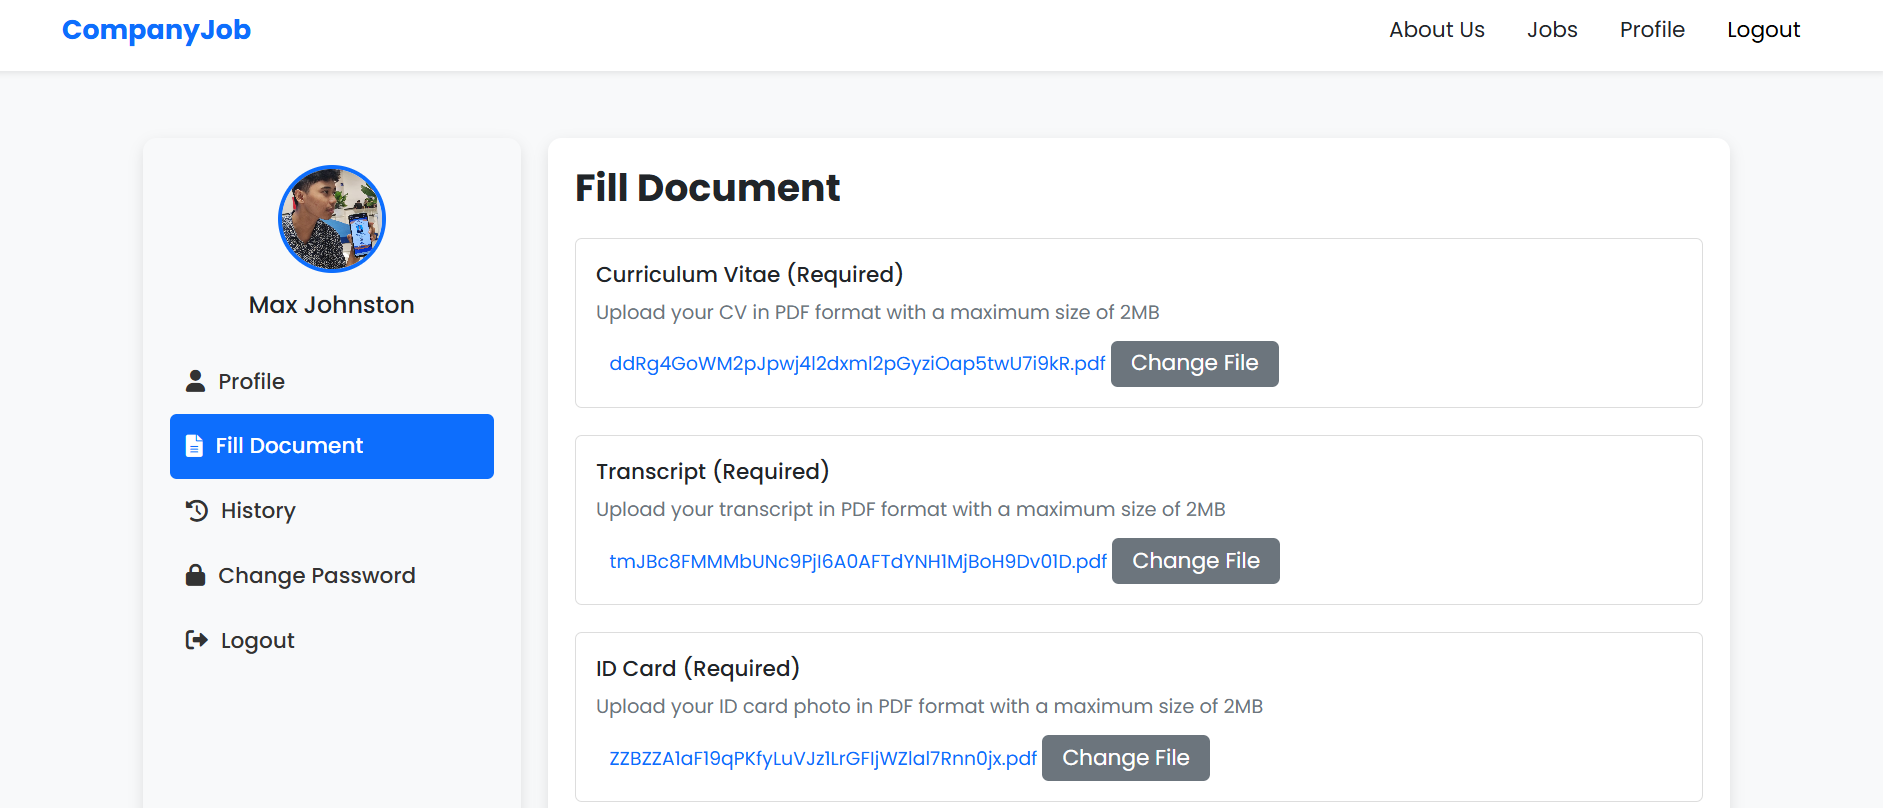 CompanyJob
About Us
Jobs
Profile
Logout
Max Johnston
Profile
Fill Document
History
Change Password
Logout
Fill Document
Curriculum Vitae (Required)
Upload your CV in PDF format with a maximum size of 2MB
ddRg4GoWM2pJpwj4l2dxml2pGyziOap5twU7i9kR.pdf Change File
Transcript (Required)
Upload your transcript in PDF format with a maximum size of 2MB
tmJBc8FMMMbUNc9PjI6A0AFTdYNH1MjBoH9Dv01D.pdf Change File
ID Card (Required)
Upload your ID card photo in PDF format with a maximum size of 2MB
ZZBZZA1aF19qPKfyLuVJz1LrGFIjWZlal7Rnn0jx.pdf Change File